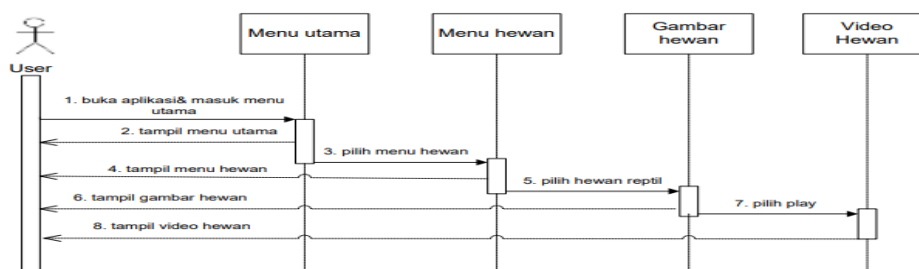 Menu utama
Menu hewan
Gambar
hewan
Video
Hewan
User
1. buka aplikasi& masuk menu
utama
2. tampil menu utama
3. pilih menu hewan
4. tampil menu hewan
5. pilih hewan reptil
6. tampil gambar hewan
7. pilih play
8. tampil video hewan